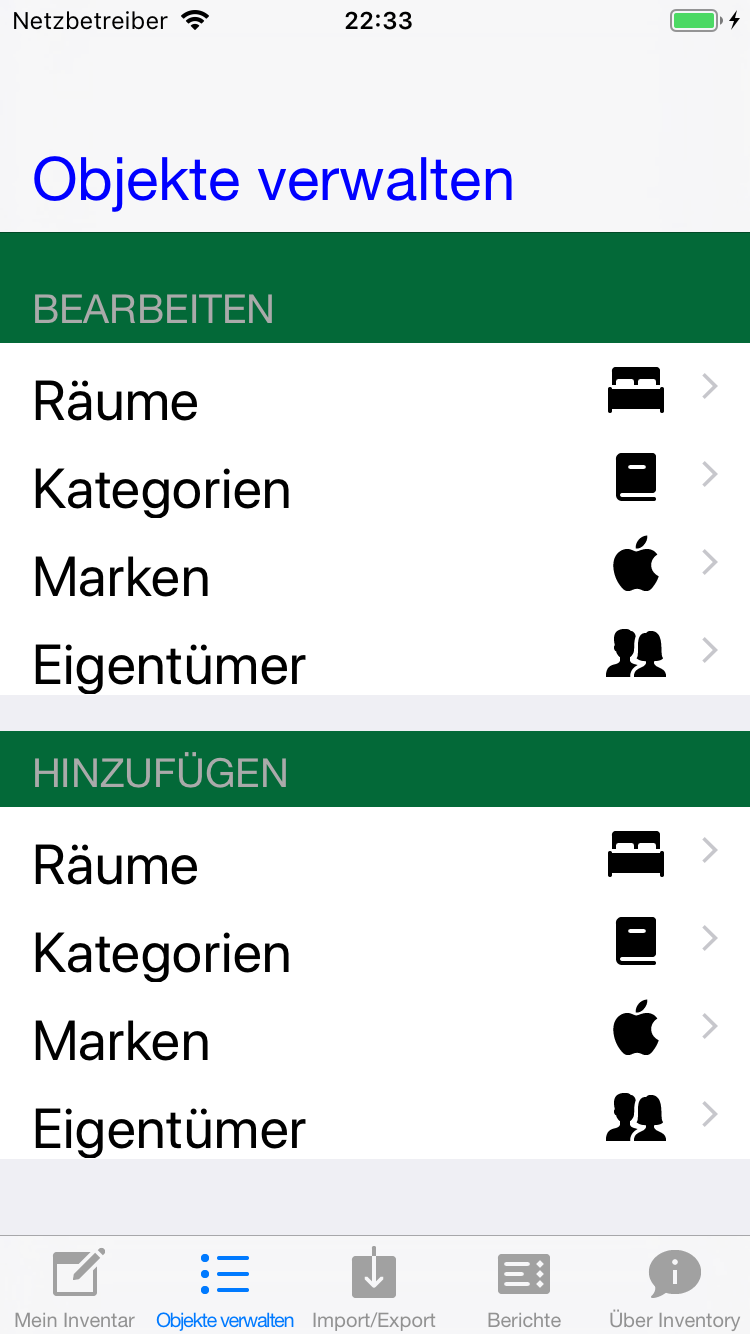 Netzbetreiber 22:33
Objekte verwalten
BEARBEITEN
Räume
Kategorien
Marken
Eigentümer
HINZUFÜGEN
Räume
Kategorien
Marken
Eigentümer
Mein Inventar Objekte verwalten Import/Export Berichte Über Inventory